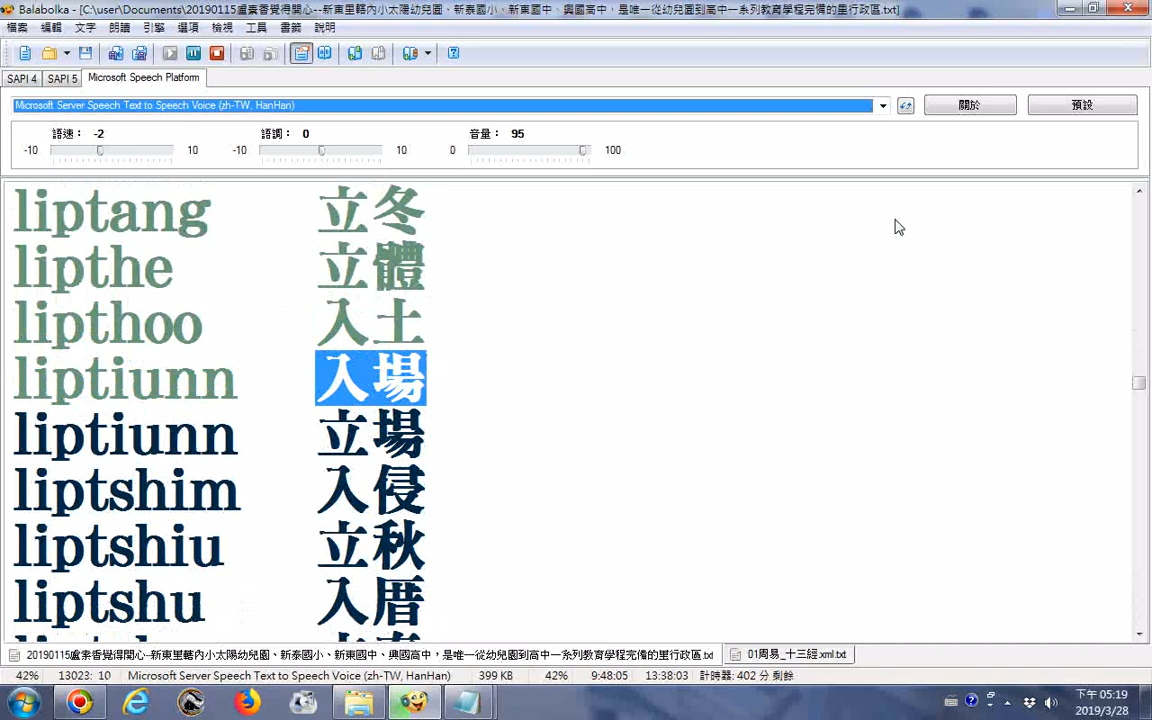 Balabolka - [C:\user\Documents\20190115盧素香覺得開心--新東里轄內小太陽幼兒園、新泰國小、新東國中、興國高中，是唯一從幼兒園到高中一系列教育學程完備的里行政區.txt]
檔案 編輯 文字 朗讀 引擎 選項 檢視 工具 書籤 說明
SAPI 4 SAPI 5 Microsoft Speech Platform
Microsoft Server Speech Text to Speech Voice (zh-TW, HanHan) 關於 預設
語速： -2 語調： 0 音量： 95
-10 10 -10 10 0 100
liptang 立冬
lipthe 立體
lipthoo 入土
liptiunn 入場
liptiunn 立場
liptshim 入侵
liptshiu 立秋
liptshu 入厝
20190115盧素香覺得開心--新東里轄內小太陽幼兒園、新泰國小、新東國中、興國高中，是唯一從幼兒園到高中一系列教育學程完備的里行政區.txt 01周易_十三經.xml.txt
42% 13023: 10 Microsoft Server Speech Text to Speech Voice (zh-TW, HanHan) 399 KB 42% 9:48:05 13:38:03 計時器: 402 分 剩餘
下午 05:19
2019/3/28